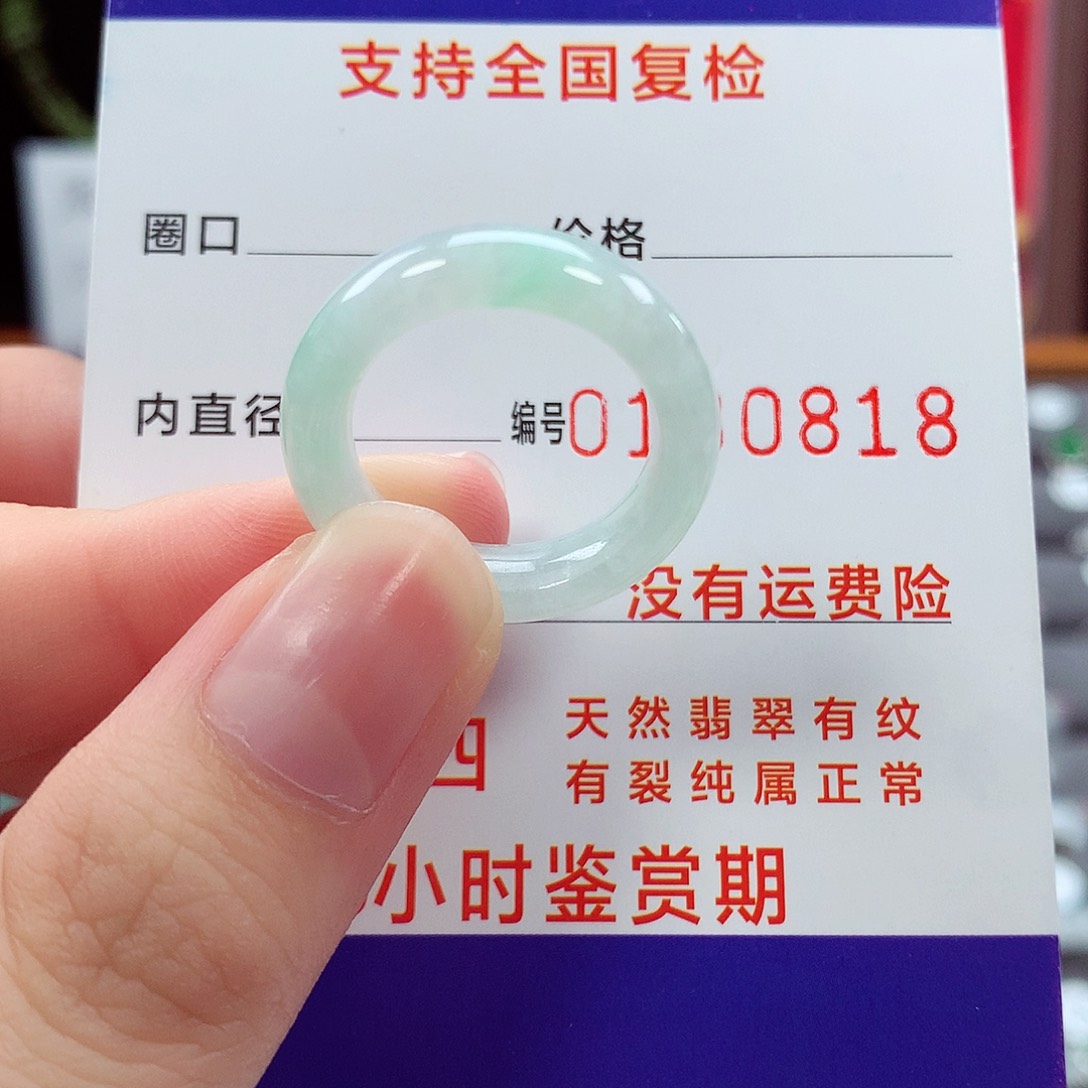 支持全国复检
圈口 价格
内直径 编号 01 0818
没有运费险
四 天然翡翠有纹
有裂纯属正常
小时鉴赏期